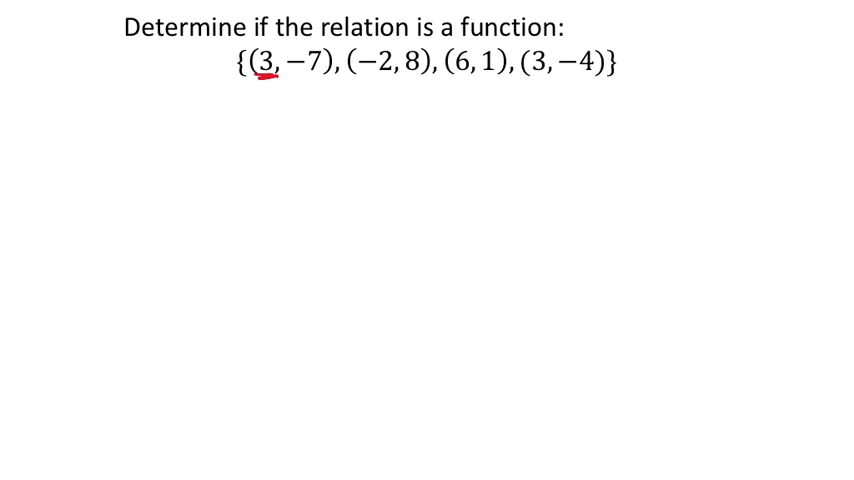 Determine if the relation is a function:
{(3, −7), (−2, 8), (6, 1), (3, −4)}